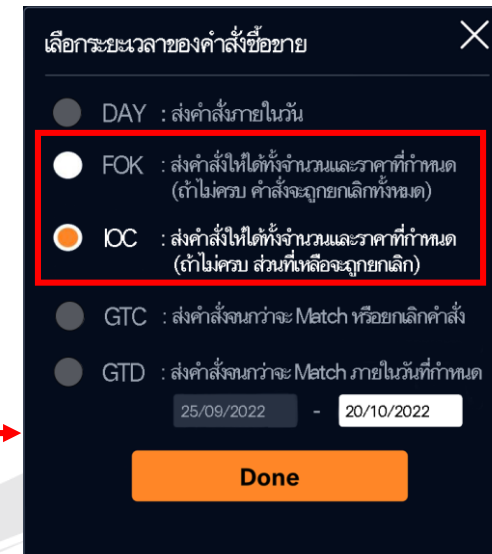 เลือกระยะเวลาของคำสั่งซื้อขาย
DAY : ส่งคำสั่งภายในวัน
FOK : ส่งคำสั่งให้ได้ทั้งจำนวนและราคาที่กำหนด
(ถ้าไม่ครบ คำสั่งจะถูกยกเลิกทั้งหมด)
IOC : ส่งคำสั่งให้ได้ทั้งจำนวนและราคาที่กำหนด
(ถ้าไม่ครบ ส่วนที่เหลือจะถูกยกเลิก)
GTC : ส่งคำสั่งจนกว่าจะ Match หรือยกเลิกคำสั่ง
GTD : ส่งคำสั่งจนกว่าจะ Match ภายในวันที่กำหนด
25/09/2022 - 20/10/2022
Done